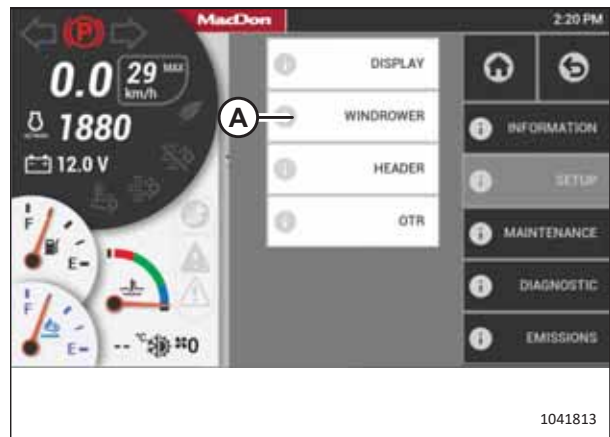 MacDon
2:20 PM
P
0.0
29 MAX
km/h
1880
12.0 V
F
E
F
E
-- °C
0
A
DISPLAY
WINDROWER
HEADER
OTR
INFORMATION
SETUP
MAINTENANCE
DIAGNOSTIC
EMISSIONS
1041813